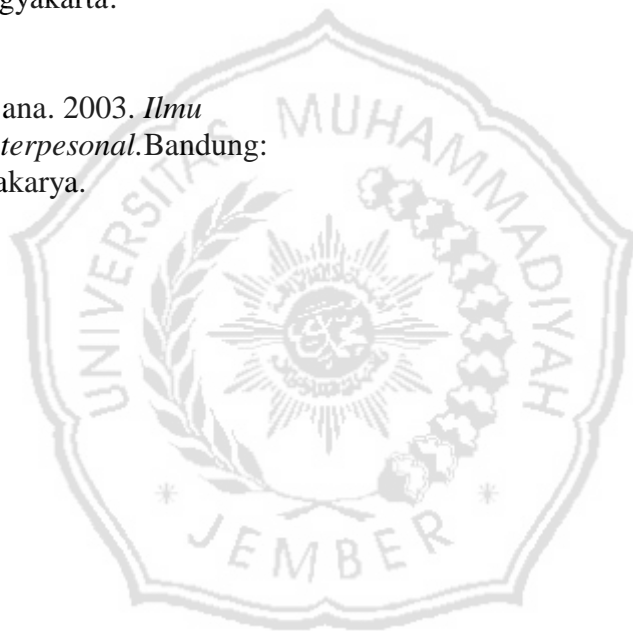 gyakarta.
ana. 2003. Ilmu
terpesonal.Bandung:
akarya.
UNIVERSITAS MUHAMMADIYAH
* JEMBER *